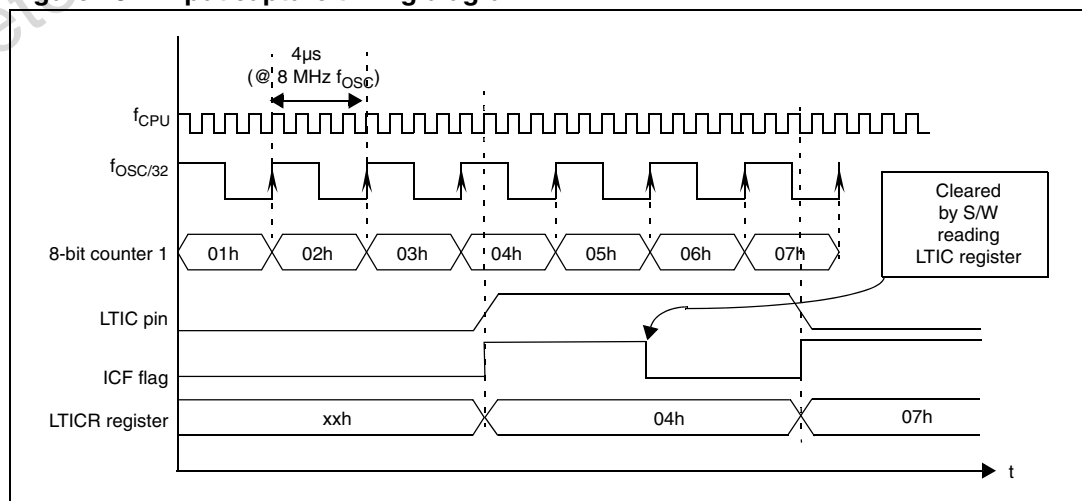 4µs
(@ 8 MHz fOSC)
fCPU
fOSC/32
Cleared
by S/W
reading
LTIC register
8-bit counter 1
01h
02h
03h
04h
05h
06h
07h
LTIC pin
ICF flag
LTICR register
xxh
04h
07h
t